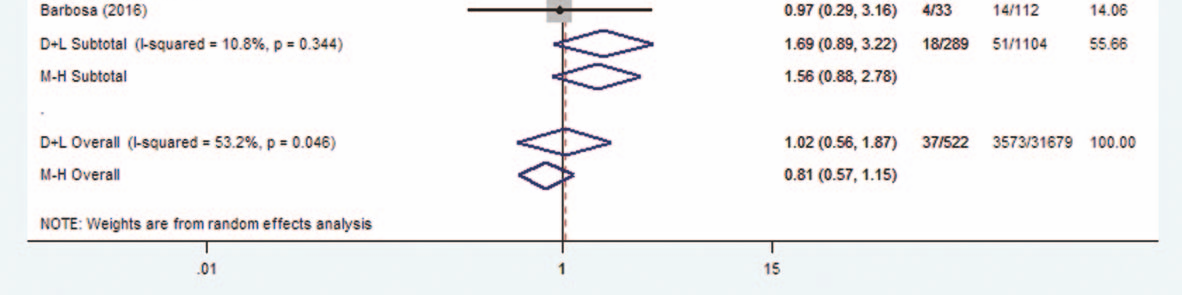 Barbosa (2016) 0.97 (0.29, 3.16) 4/33 14/112 14.06
D+L Subtotal (I-squared = 10.8%, p = 0.344) 1.69 (0.89, 3.22) 18/289 51/1104 55.66
M-H Subtotal 1.56 (0.88, 2.78)
.
D+L Overall (I-squared = 53.2%, p = 0.046) 1.02 (0.56, 1.87) 37/522 3573/31679 100.00
M-H Overall 0.81 (0.57, 1.15)
NOTE: Weights are from random effects analysis
.01 1 15